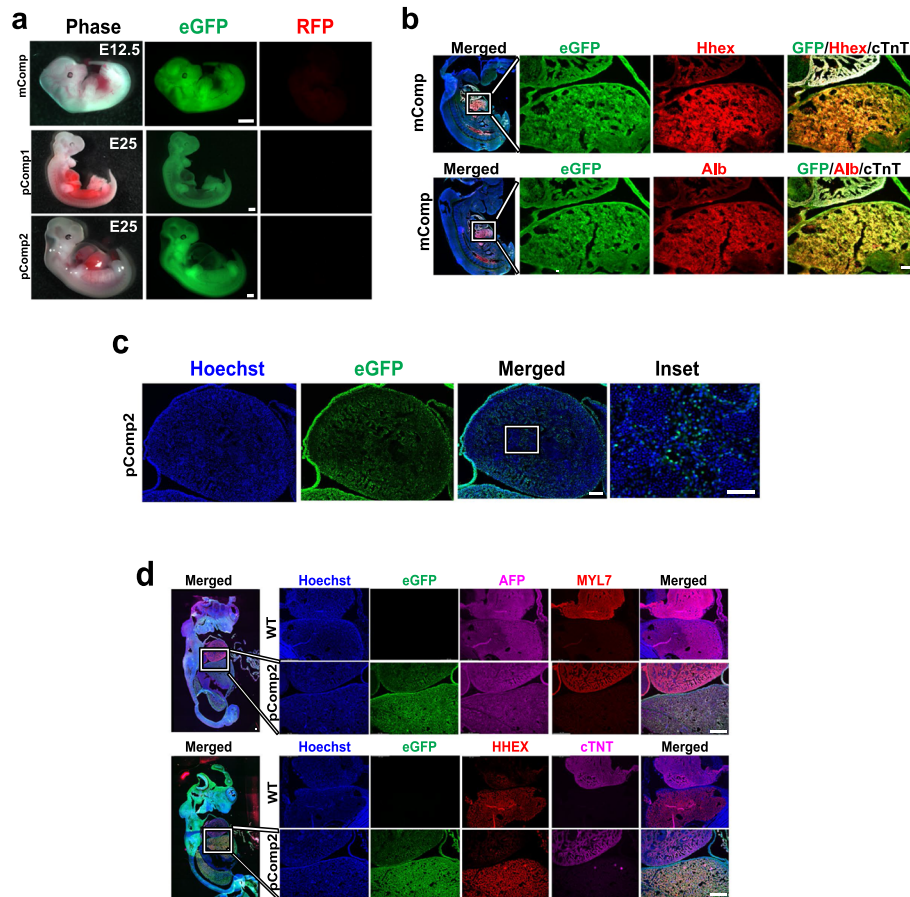 a
Phase eGFP RFP
mComp E12.5
pComp1 E25
pComp2 E25
b
Merged eGFP Hhex GFP/Hhex/cTnT
mComp
Merged eGFP Alb GFP/Alb/cTnT
mComp
c
Hoechst eGFP Merged Inset
pComp2
d
Merged Hoechst eGFP AFP MYL7 Merged
WT
pComp2
Merged Hoechst eGFP HHEX cTNT Merged
WT
pComp2